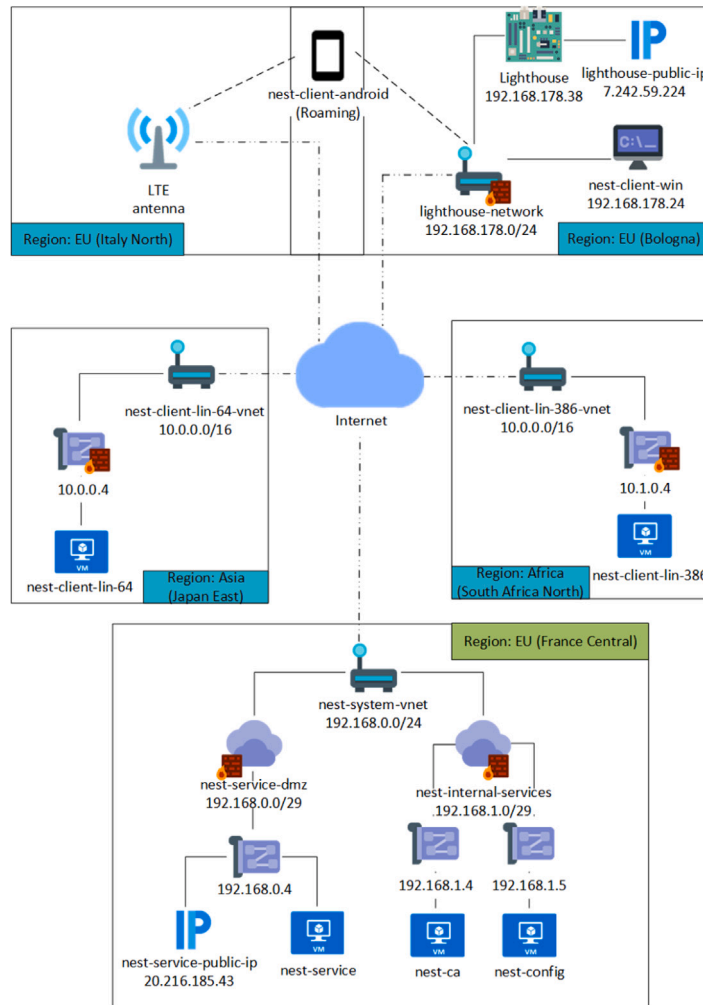 nest-client-android
(Roaming)
LTE
antenna
Region: EU (Italy North)
Lighthouse
192.168.178.38
IP
lighthouse-public-ip
7.242.59.224
C:\_
nest-client-win
192.168.178.24
lighthouse-network
192.168.178.0/24
Region: EU (Bologna)
nest-client-lin-64-vnet
10.0.0.0/16
10.0.0.4
VM
nest-client-lin-64
Region: Asia
(Japan East)
Internet
nest-client-lin-386-vnet
10.0.0.0/16
10.1.0.4
VM
nest-client-lin-386
Region: Africa
(South Africa North)
Region: EU (France Central)
nest-system-vnet
192.168.0.0/24
nest-service-dmz
192.168.0.0/29
nest-internal-services
192.168.1.0/29
192.168.0.4
192.168.1.4
192.168.1.5
IP
nest-service-public-ip
20.216.185.43
VM
nest-service
VM
nest-ca
VM
nest-config